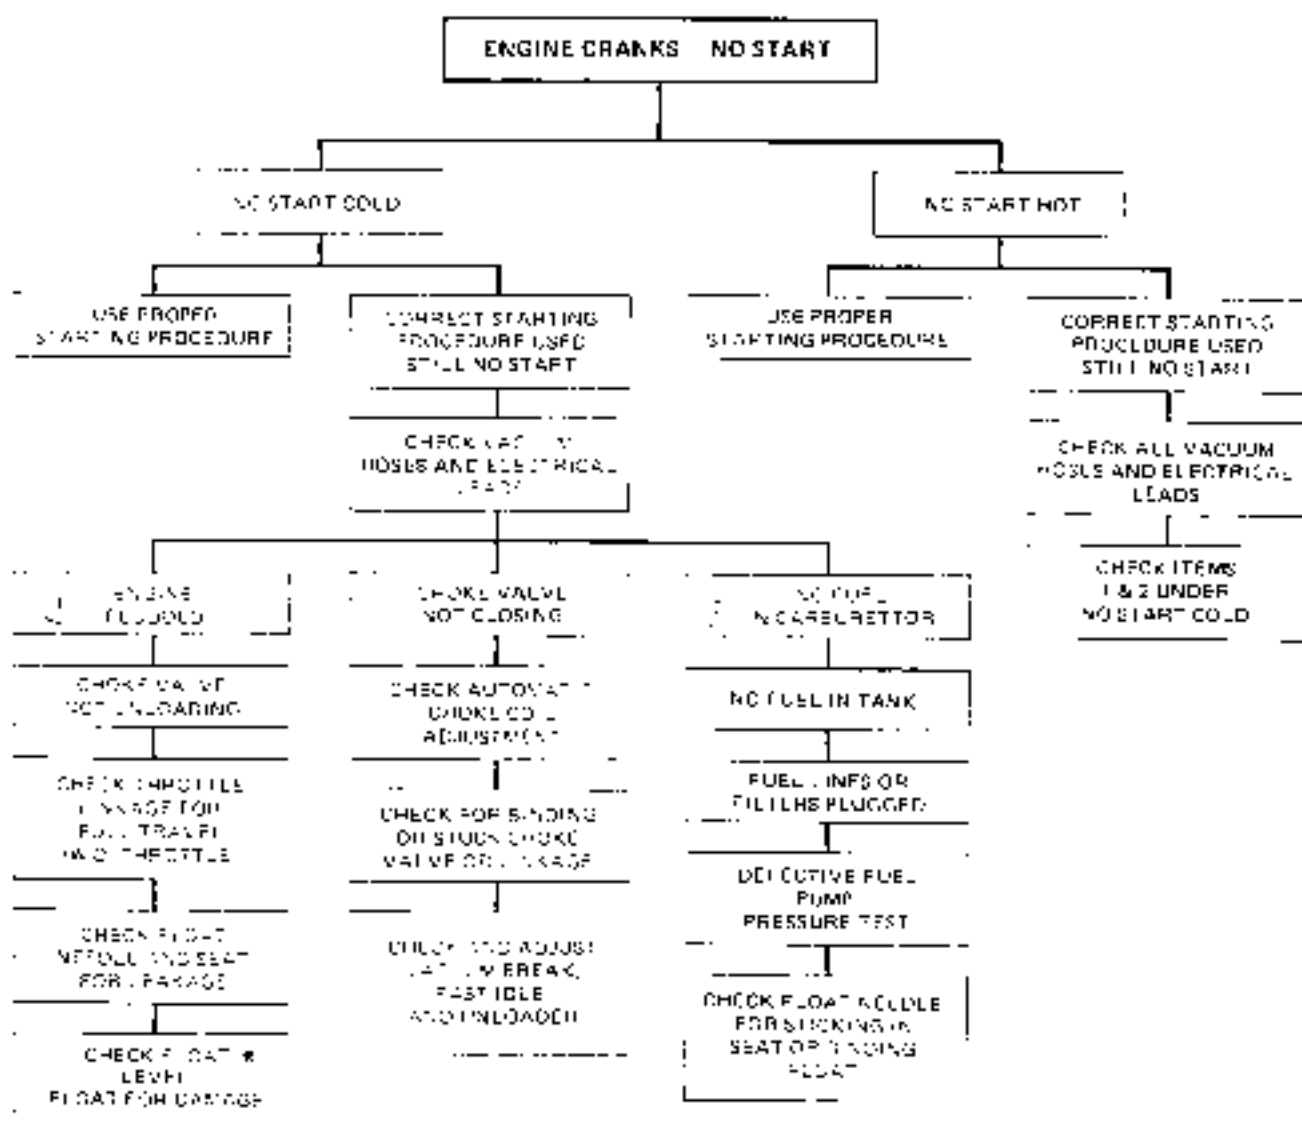 ENGINE CRANKS NO START
NO START COLD
NO START HOT
USE PROPER
STARTING PROCEDURE
CORRECT STARTING
PROCEDURE USED
STILL NO START
USE PROPER
STARTING PROCEDURE
CORRECT STARTING
PROCEDURE USED
STILL NO START
CHECK VACUUM
HOSES AND ELECTRICAL
LEADS
CHECK ALL VACUUM
HOSES AND ELECTRICAL
LEADS
CHECK ITEMS
1 & 2 UNDER
NO START COLD
ENGINE
FLOODED
CHOKE VALVE
NOT CLOSING
NO FUEL
IN CARBURETTOR
CHOKE VALVE
NOT UNLOADING
CHECK AUTOMATIC
CHOKE COIL
ADJUSTMENT
NO FUEL IN TANK
CHECK THROTTLE
LINKAGE FOR
FULL TRAVEL
THROTTLE
CHECK FOR BINDING
OR STUCK CHOKE
VALVE OR LINKAGE
FUEL LINES OR
FILTERS PLUGGED
DEFECTIVE FUEL
PUMP
PRESSURE TEST
CHECK FLOAT
NEEDLE AND SEAT
FOR LEAKAGE
CHECK AND ADJUST
VACUUM BREAK,
FAST IDLE
AND UNLOADER
CHECK FLOAT NEEDLE
FOR STICKING IN
SEAT OR BINDING
FLOAT
CHECK FLOAT *
LEVEL
FLOAT FOR DAMAGE